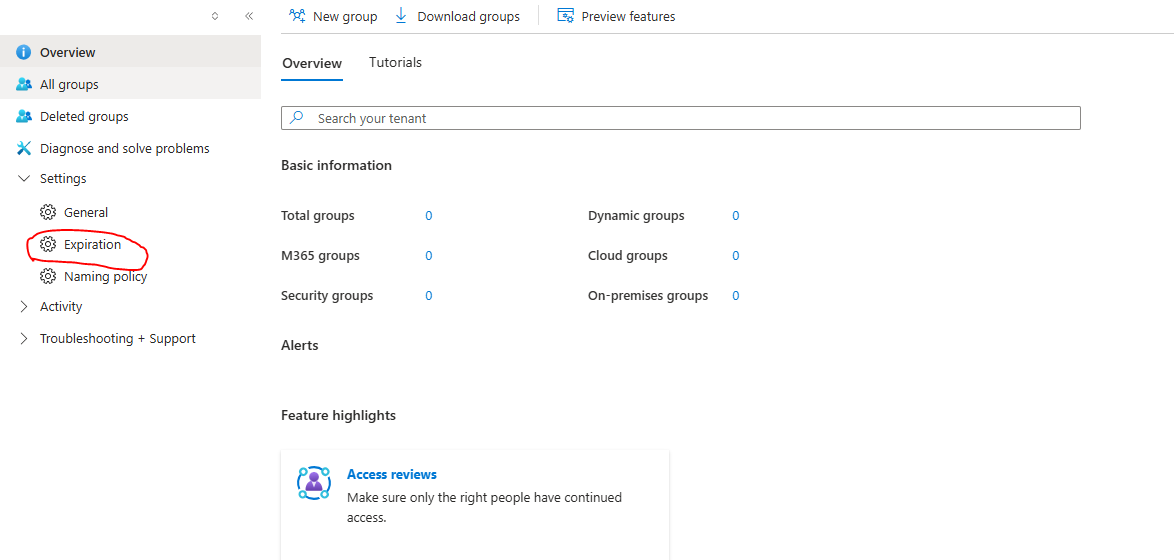 New group Download groups Preview features
Overview
All groups
Deleted groups
Diagnose and solve problems
Settings
General
Expiration
Naming policy
Activity
Troubleshooting + Support
Overview Tutorials
Search your tenant
Basic information
Total groups 0 Dynamic groups 0
M365 groups 0 Cloud groups 0
Security groups 0 On-premises groups 0
Alerts
Feature highlights
Access reviews
Make sure only the right people have continued
access.